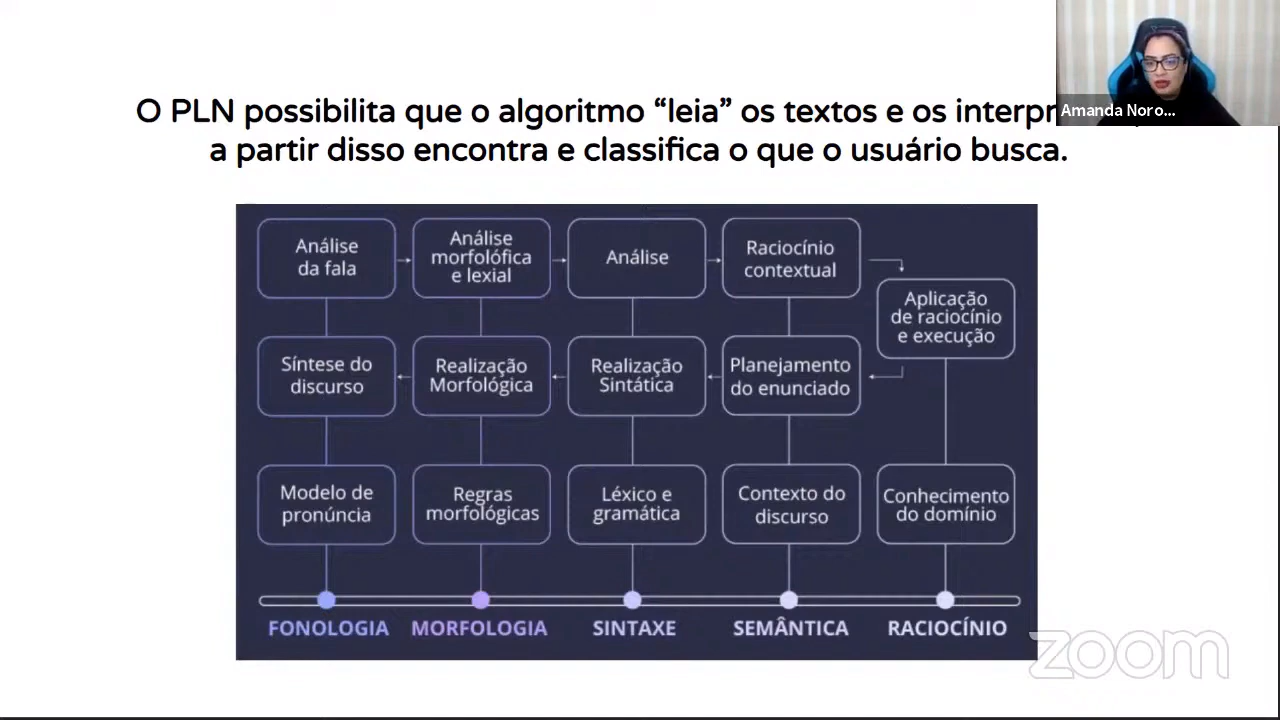 O PLN possibilita que o algoritmo “leia” os textos e os
a partir disso encontra e classifica o que o usuário busca.
Amanda Noro...
Análise
da fala
Análise
morfolófica
e lexial
Análise
Raciocínio
contextual
Aplicação
de raciocínio
e execução
Síntese do
discurso
Realização
Morfológica
Realização
Sintática
Planejamento
do enunciado
Modelo de
pronúncia
Regras
morfológicas
Léxico e
gramática
Contexto do
discurso
Conhecimento
do domínio
FONOLOGIA
MORFOLOGIA
SINTAXE
SEMÂNTICA
RACIOCÍNIO
zoom